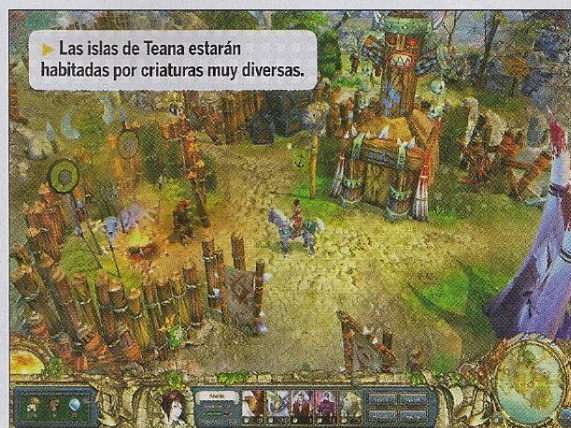 ▶ Las islas de Teana estarán
habitadas por criaturas muy diversas.